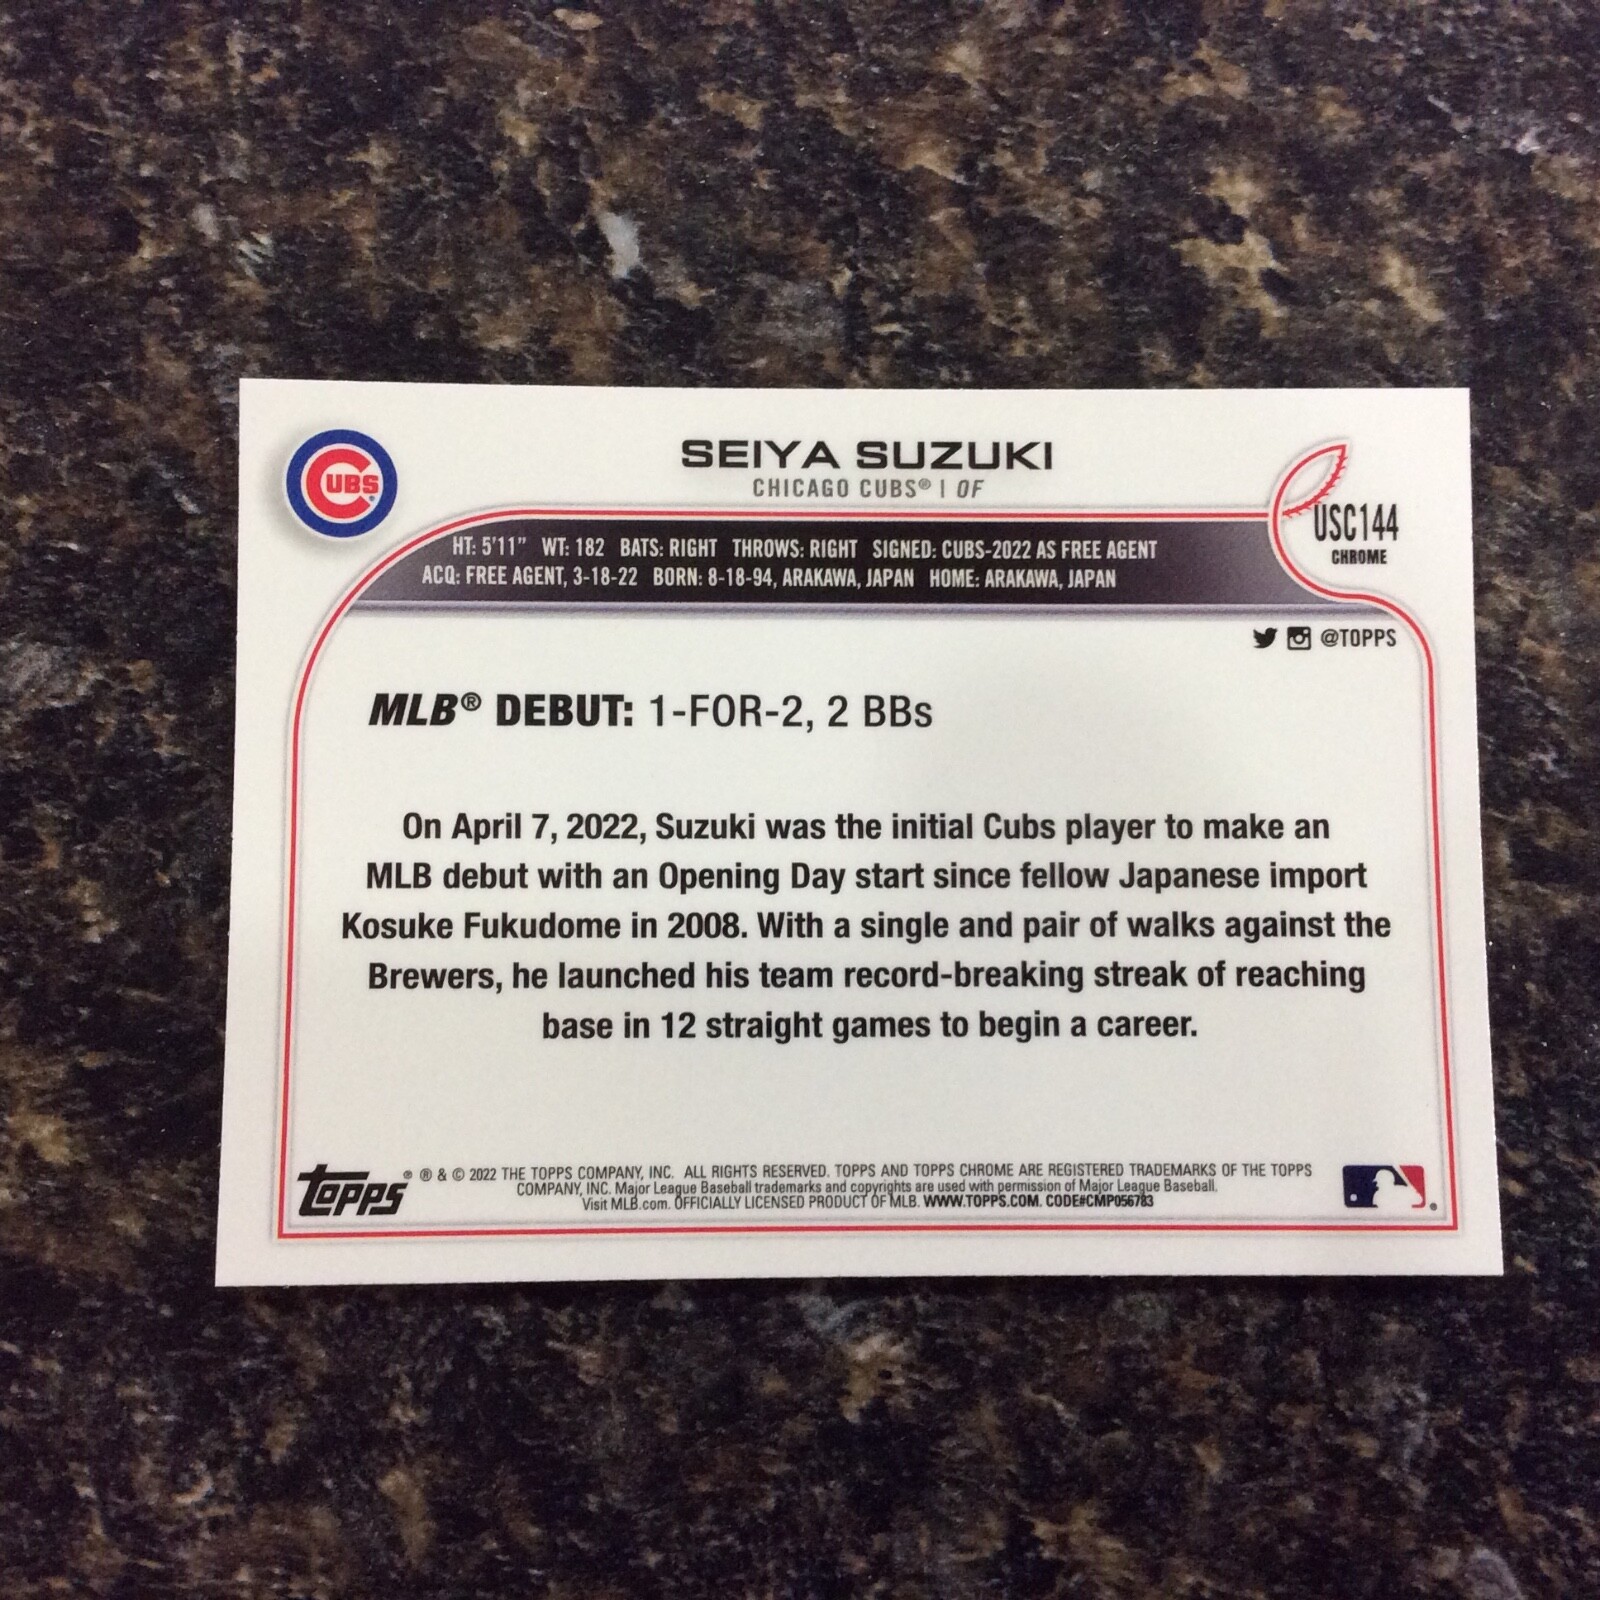 CUBS
SEIYA SUZUKI
CHICAGO CUBS® | OF
USC144
CHROME
HT: 5'11" WT: 182 BATS: RIGHT THROWS: RIGHT SIGNED: CUBS-2022 AS FREE AGENT
ACQ: FREE AGENT, 3-18-22 BORN: 8-18-94, ARAKAWA, JAPAN HOME: ARAKAWA, JAPAN
@TOPPS
MLB® DEBUT: 1-FOR-2, 2 BBs
On April 7, 2022, Suzuki was the initial Cubs player to make an
MLB debut with an Opening Day start since fellow Japanese import
Kosuke Fukudome in 2008. With a single and pair of walks against the
Brewers, he launched his team record-breaking streak of reaching
base in 12 straight games to begin a career.
topps® ® & © 2022 THE TOPPS COMPANY, INC. ALL RIGHTS RESERVED. TOPPS AND TOPPS CHROME ARE REGISTERED TRADEMARKS OF THE TOPPS
COMPANY, INC. Major League Baseball trademarks and copyrights are used with permission of Major League Baseball.
Visit MLB.com. OFFICIALLY LICENSED PRODUCT OF MLB. WWW.TOPPS.COM. CODE#CMP056783